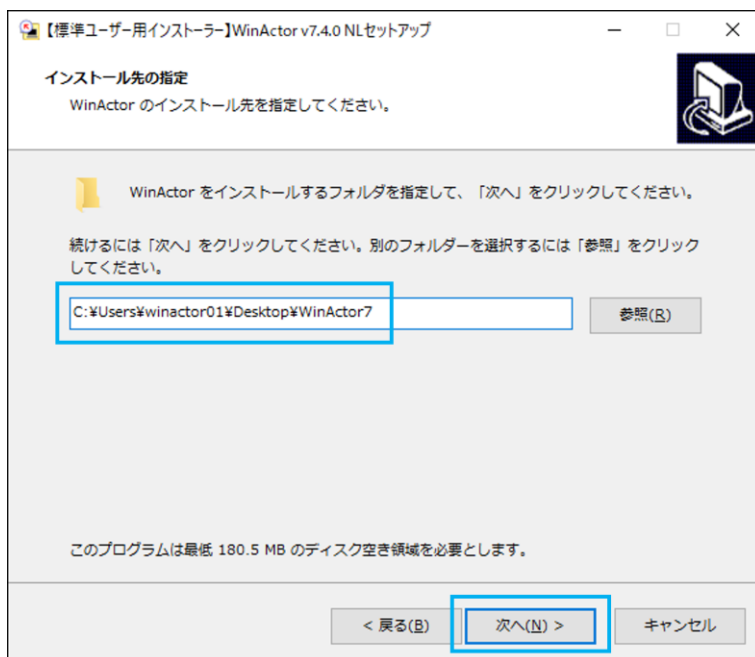 【標準ユーザー用インストーラー】WinActor v7.4.0 NLセットアップ
インストール先の指定
WinActor のインストール先を指定してください。
WinActor をインストールするフォルダを指定して、「次へ」をクリックしてください。
続けるには「次へ」をクリックしてください。別のフォルダーを選択するには「参照」をクリック
してください。
C:¥Users¥winactor01¥Desktop¥WinActor7
参照(R)
このプログラムは最低 180.5 MB のディスク空き領域を必要とします。
< 戻る(B)
次へ(N) >
キャンセル